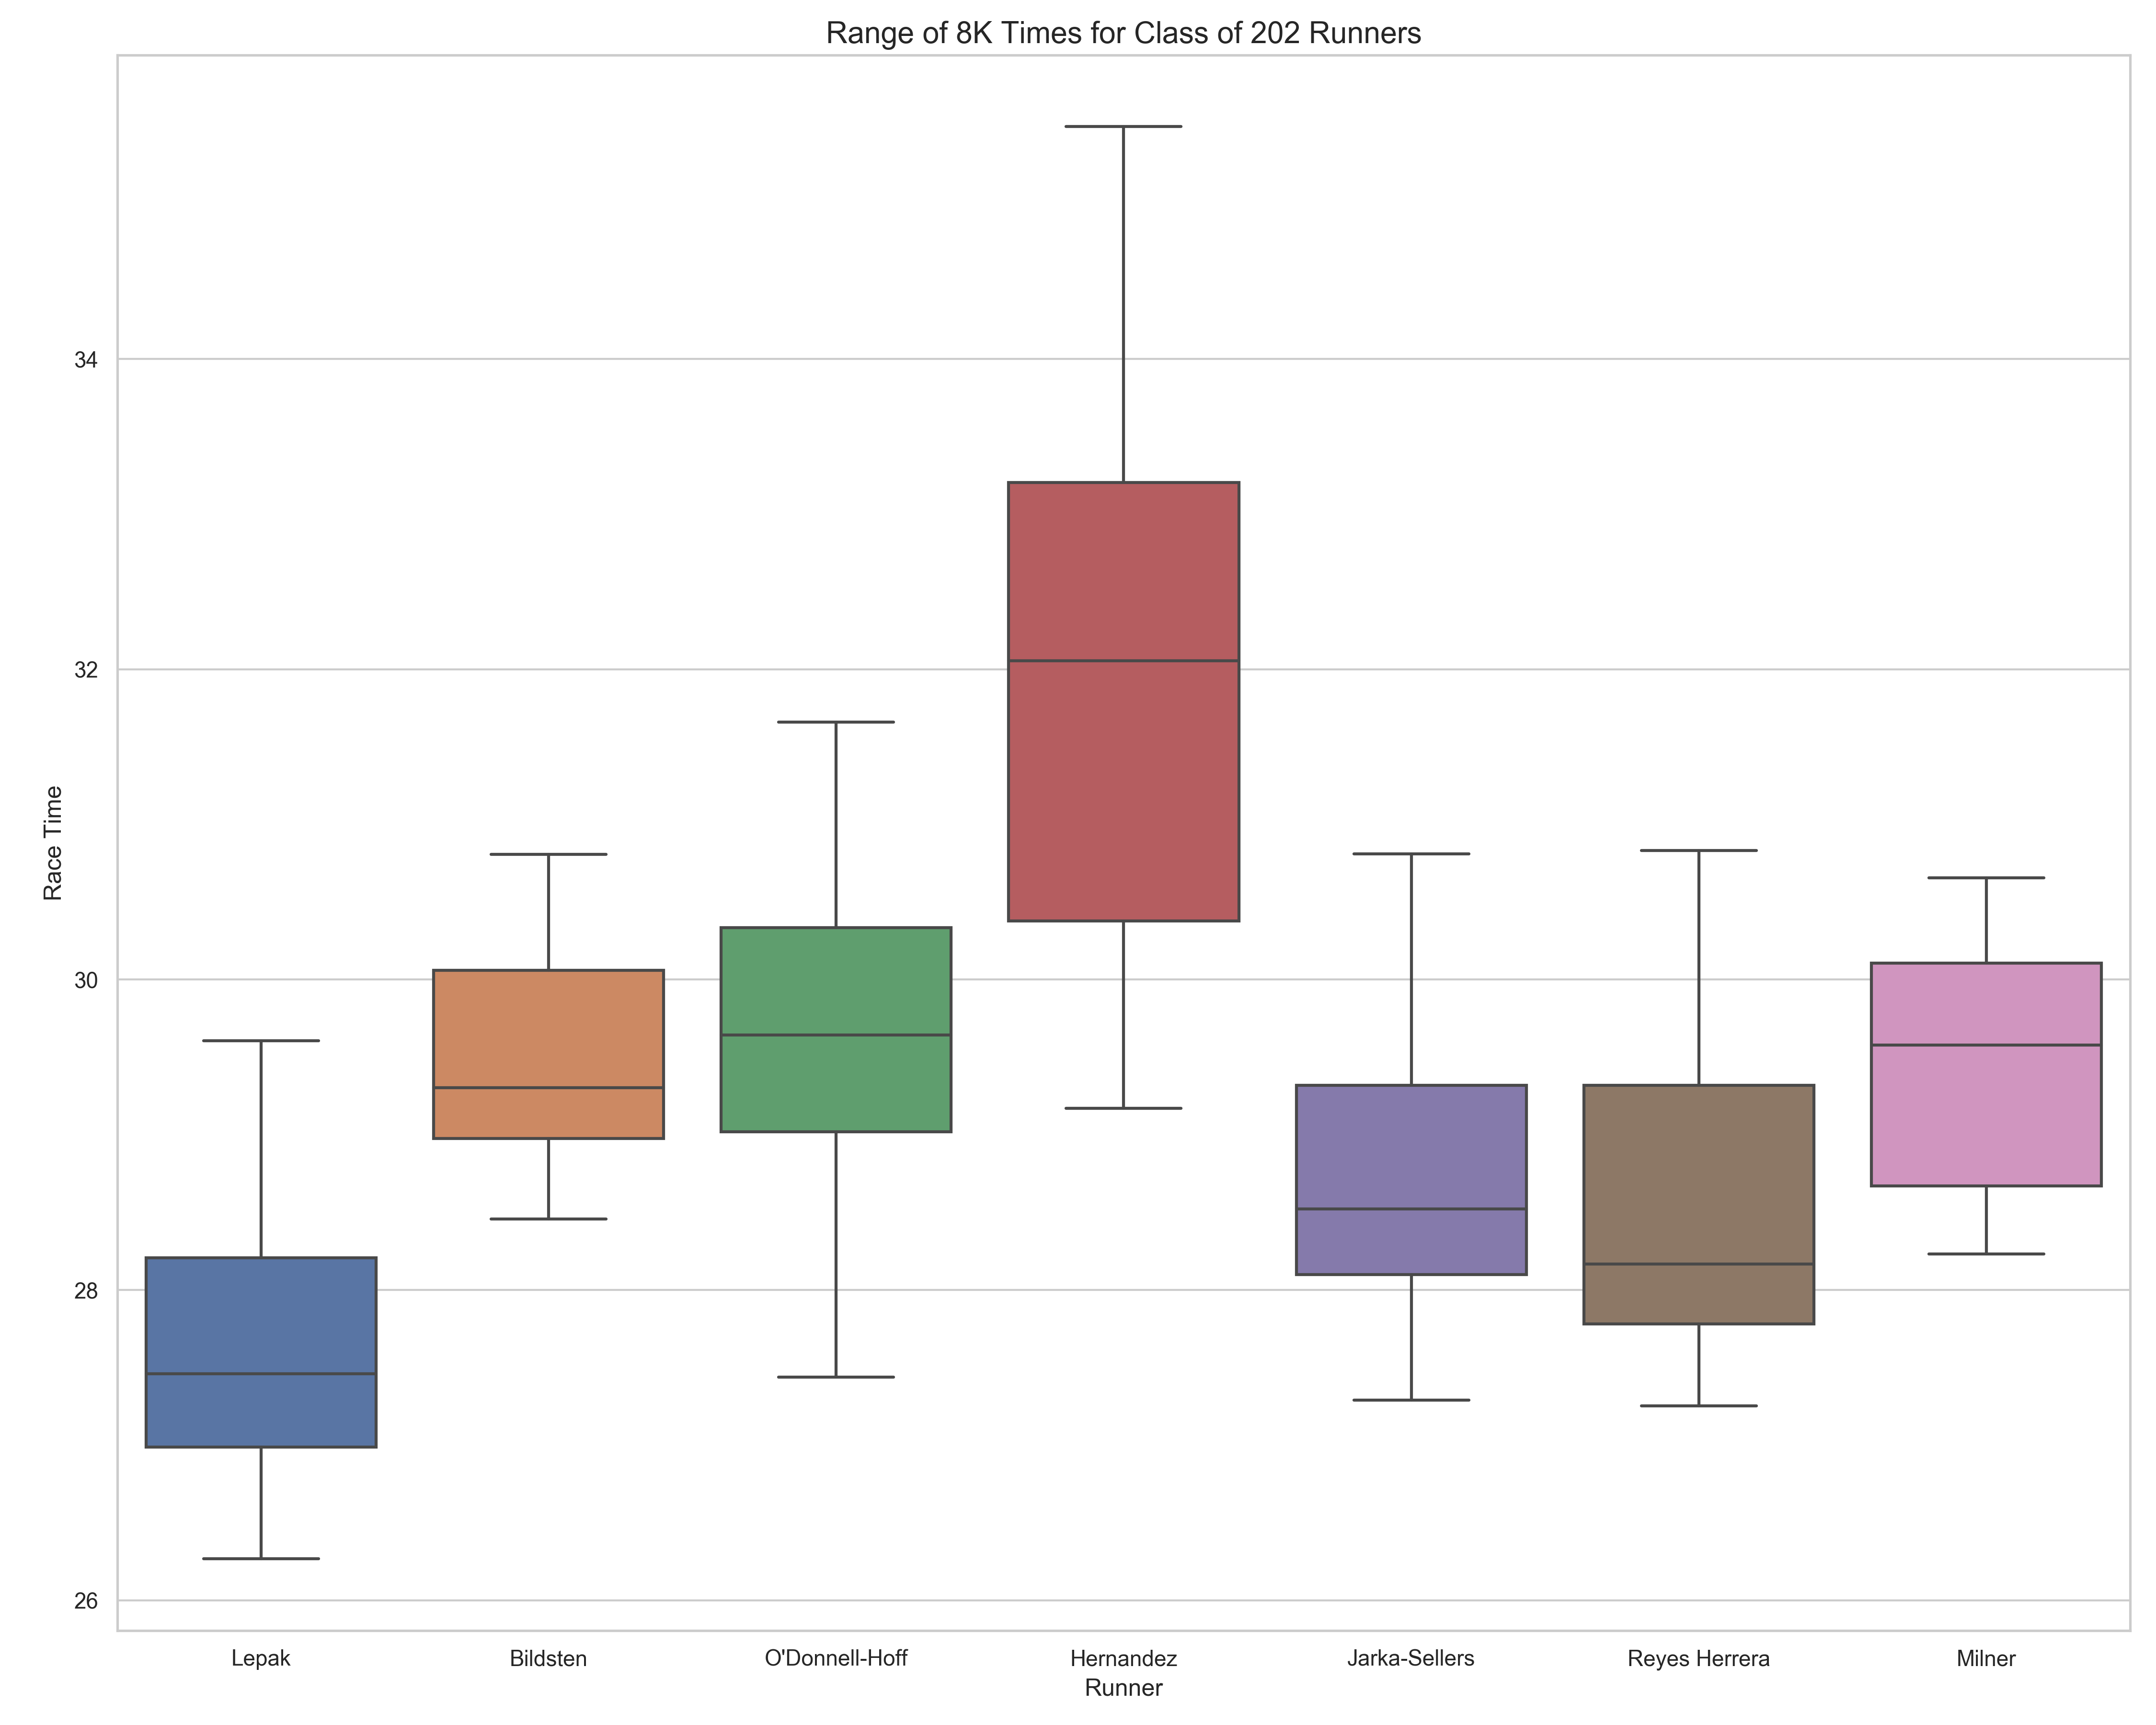 Range of 8K Times for Class of 202 Runners
Race Time
34
32
30
28
26
Lepak Bildsten O'Donnell-Hoff Hernandez Jarka-Sellers Reyes Herrera Milner
Runner